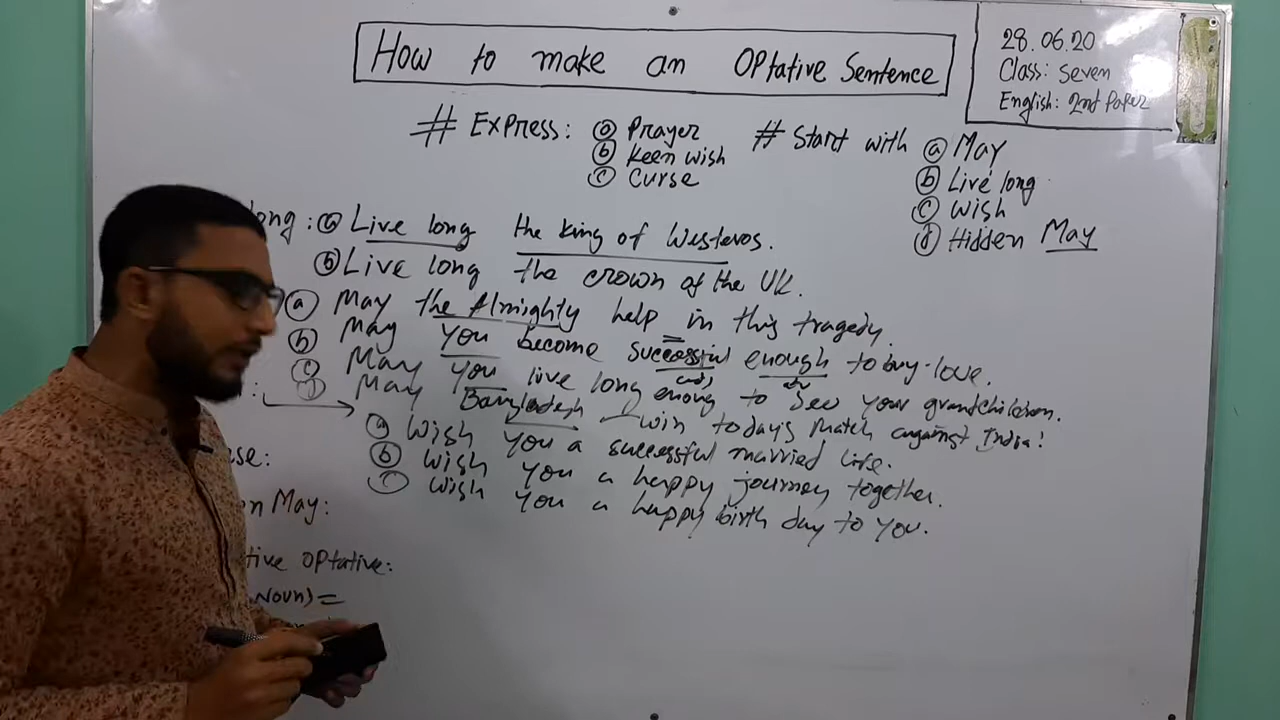 How to make an Optative Sentence
28.06.20
Class: Seven
English: 2nd Paper
# Express: (a) Prayer
(b) Keen wish
(c) Curse
# Start with (a) May
(b) Live long
(c) Wish
(d) Hidden May
ong: (a) Live long the king of Westeros.
(b) Live long the crown of the UK.
(a) May the Almighty help in this tragedy.
(b) May you become successful enough to buy love.
(c) May you live long enong to see your grandchildren.
(d) May Bangladesh win today's match against India!
(a) Wish you a successful married life.
(b) Wish you a happy journey together.
(c) Wish you a happy birth day to you.
se:
n May:
tive Optative:
Noun) =